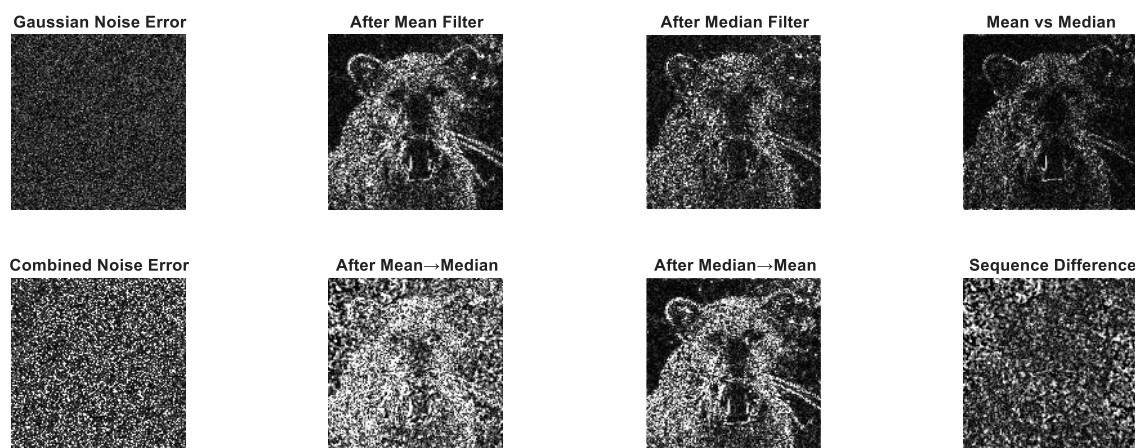 Gaussian Noise Error
After Mean Filter
After Median Filter
Mean vs Median
Combined Noise Error
After Mean→Median
After Median→Mean
Sequence Difference